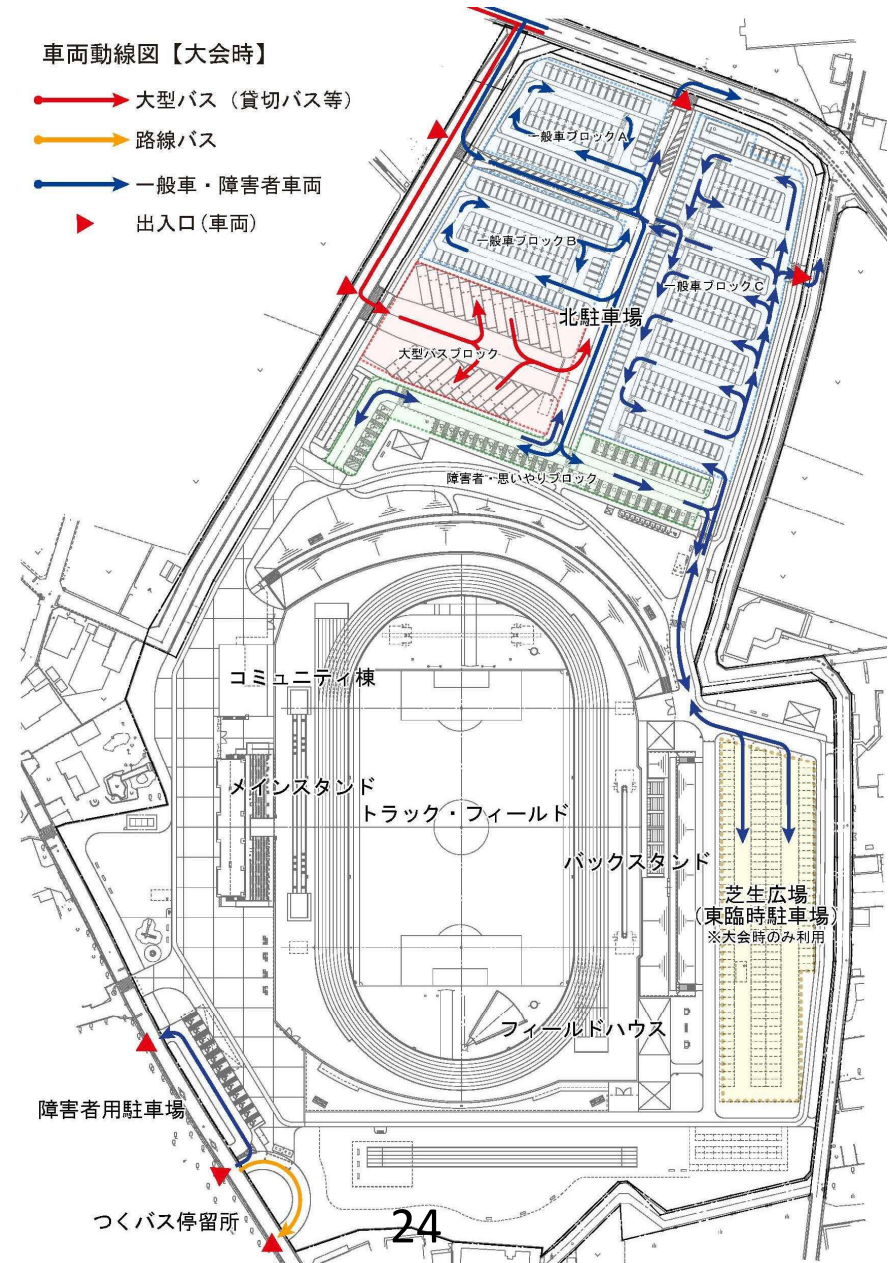 車両動線図【大会時】
大型バス（貸切バス等）
路線バス
一般車・障害者車両
出入口(車両)
一般車ブロックA
一般車ブロックB
一般車ブロックC
北駐車場
大型バスブロック
障害者・思いやりブロック
コミュニティ棟
メインスタンド
トラック・フィールド
バックスタンド
芝生広場
(東臨時駐車場)
※大会時のみ利用
フィールドハウス
障害者用駐車場
つくバス停留所
24